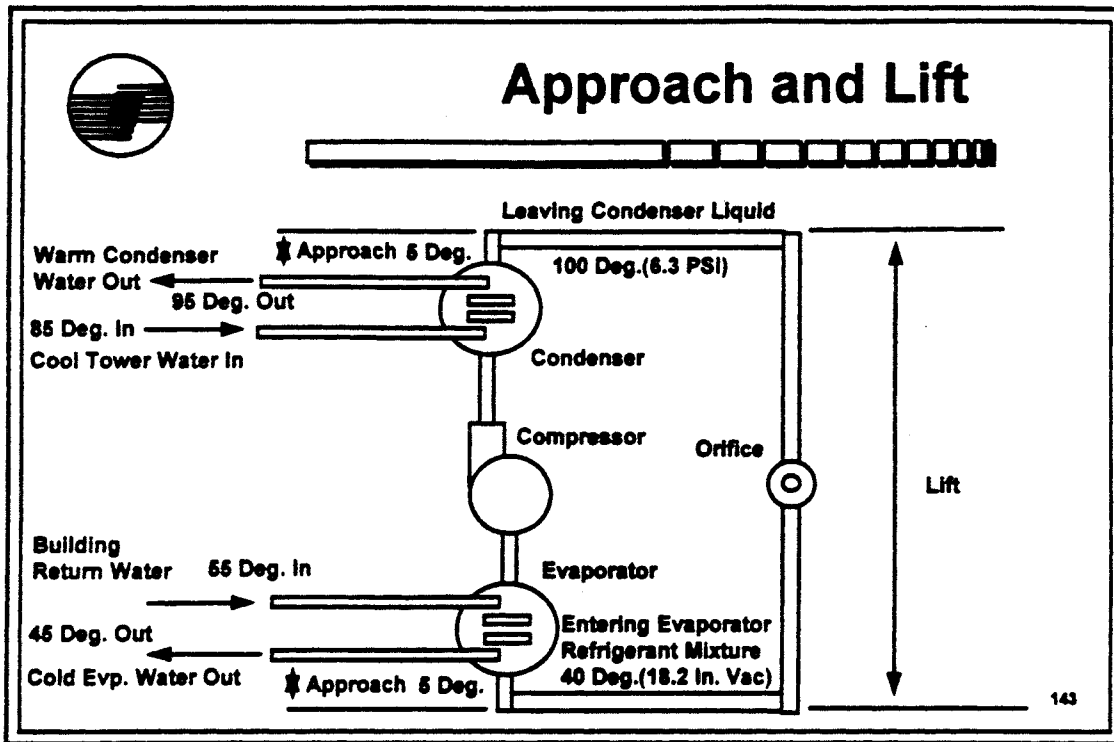 Approach and Lift
Leaving Condenser Liquid
Approach 5 Deg.
100 Deg.(6.3 PSi)
Warm Condenser
Water Out
95 Deg. Out
85 Deg. In
Cool Tower Water In
Condenser
Compressor
Orifice
Lift
Building
Return Water
55 Deg. In
Evaporator
45 Deg. Out
Cold Evp. Water Out
Approach 5 Deg.
Entering Evaporator
Refrigerant Mixture
40 Deg.(18.2 In. Vac)
143